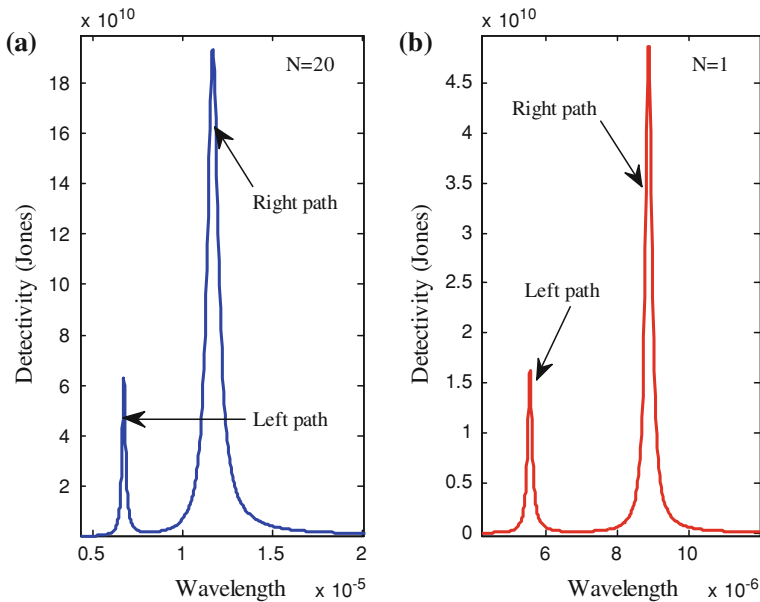 (a)
x 10^10
N=20
Detectivity (Jones)
18
16
14
12
10
8
6
4
2
Right path
Left path
0.5
1
1.5
2
Wavelength
x 10^-5
(b)
x 10^10
N=1
Detectivity (Jones)
4.5
4
3.5
3
2.5
2
1.5
1
0.5
0
Right path
Left path
6
8
10
Wavelength
x 10^-6